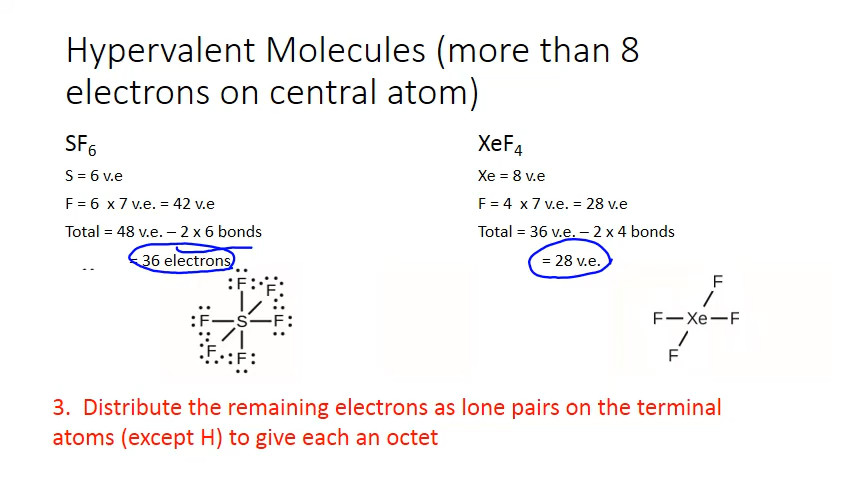 Hypervalent Molecules (more than 8
electrons on central atom)
SF6
S = 6 v.e
F = 6 x 7 v.e. = 42 v.e
Total = 48 v.e. – 2 x 6 bonds
= 36 electrons
F
F
F—S—F
F
F
XeF4
Xe = 8 v.e
F = 4 x 7 v.e. = 28 v.e
Total = 36 v.e. – 2 x 4 bonds
= 28 v.e.
F
F—Xe—F
F
3. Distribute the remaining electrons as lone pairs on the terminal
atoms (except H) to give each an octet